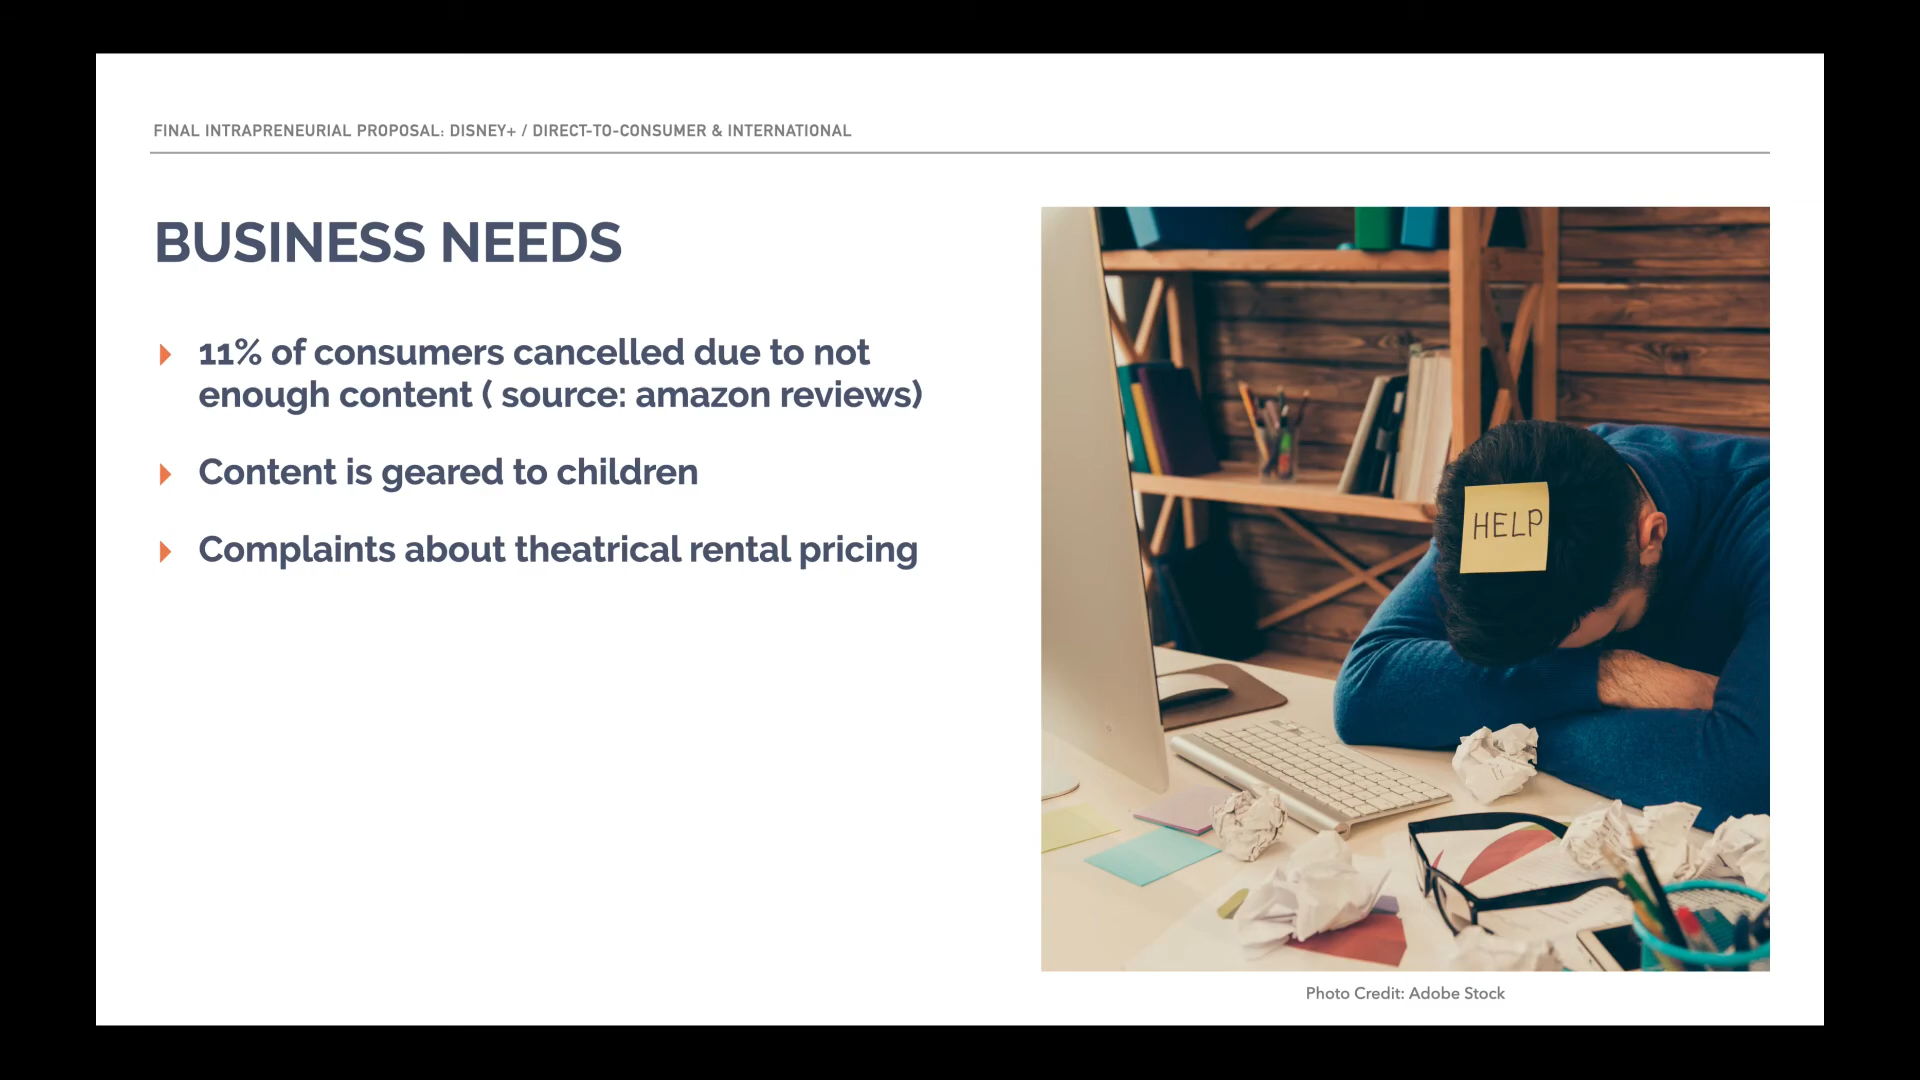 FINAL INTRAPRENEURIAL PROPOSAL: DISNEY+ / DIRECT-TO-CONSUMER & INTERNATIONAL
BUSINESS NEEDS
11% of consumers cancelled due to not
enough content ( source: amazon reviews)
Content is geared to children
Complaints about theatrical rental pricing
HELP
Photo Credit: Adobe Stock